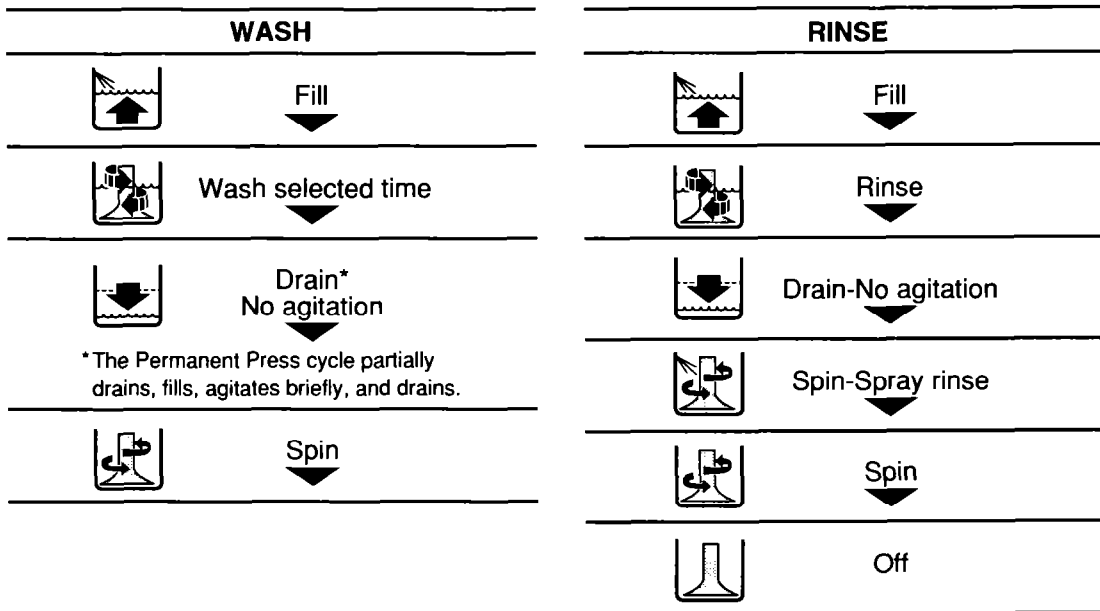 WASH
Fill
Wash selected time
Drain*
No agitation
*The Permanent Press cycle partially
drains, fills, agitates briefly, and drains.
Spin
RINSE
Fill
Rinse
Drain-No agitation
Spin-Spray rinse
Spin
Off